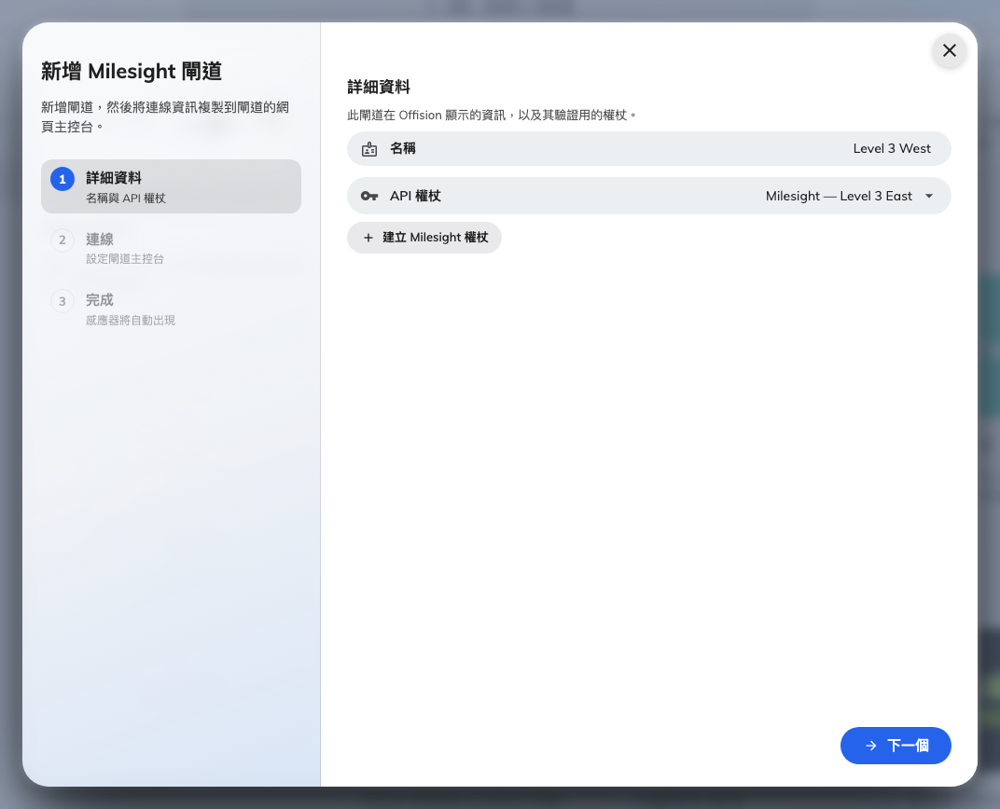 新增 Milesight 閘道
新增閘道，然後將連線資訊複製到閘道的網
頁主控台。
1
詳細資料
名稱與 API 權杖
2
連線
設定閘道主控台
3
完成
感應器將自動出現
詳細資料
此閘道在 Offision 顯示的資訊，以及其驗證用的權杖。
名稱 Level 3 West
API 權杖 Milesight — Level 3 East
建立 Milesight 權杖
下一個